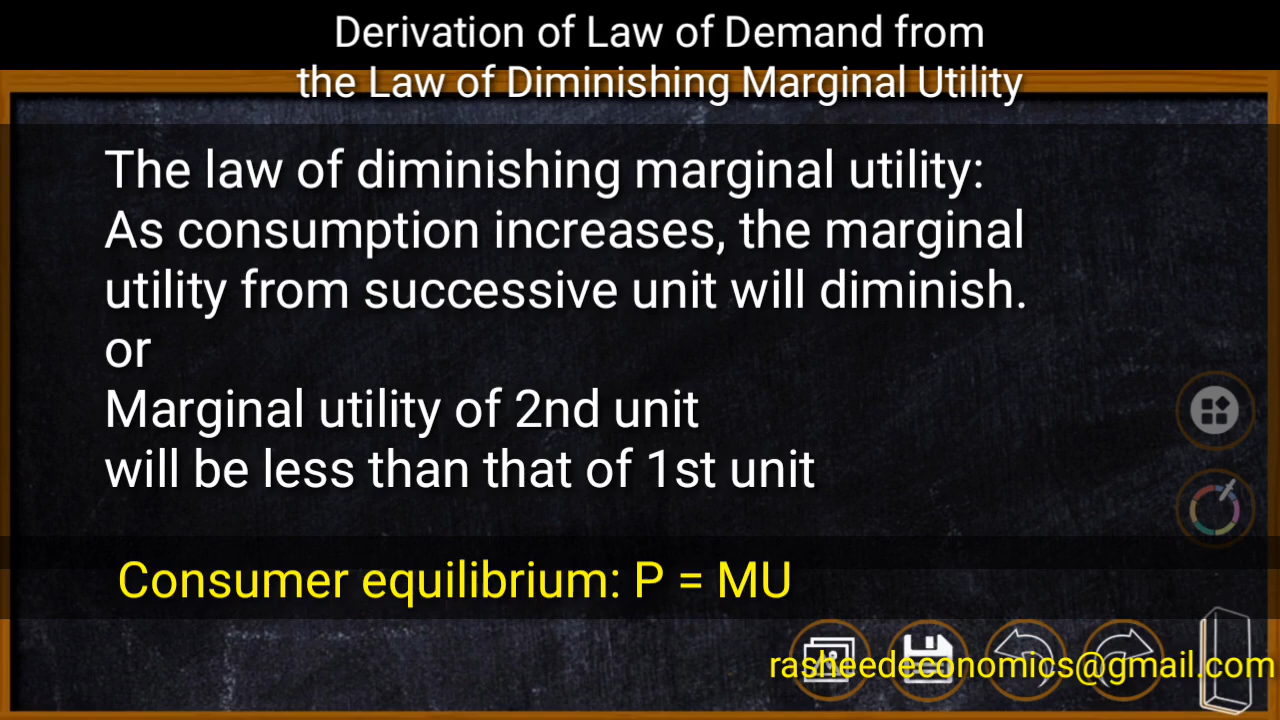 Derivation of Law of Demand from
the Law of Diminishing Marginal Utility
The law of diminishing marginal utility:
As consumption increases, the marginal
utility from successive unit will diminish.
or
Marginal utility of 2nd unit
will be less than that of 1st unit
Consumer equilibrium: P = MU
rasheedeconomics@gmail.com